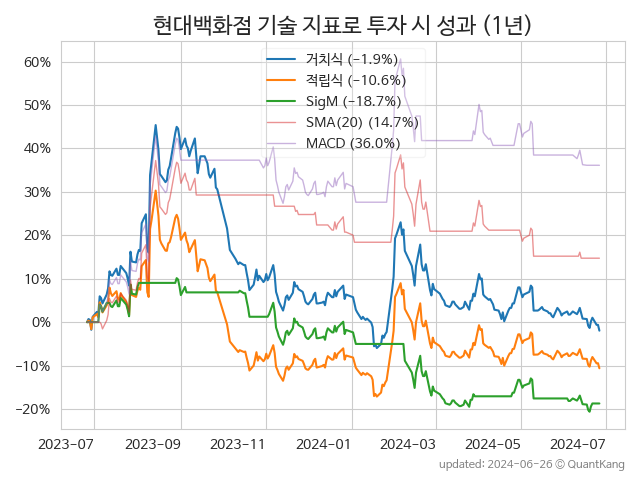 현대백화점 기술 지표로 투자 시 성과 (1년)
거치식 (−1.9%)
적립식 (−10.6%)
SigM (−18.7%)
SMA(20) (14.7%)
MACD (36.0%)
60%
50%
40%
30%
20%
10%
0%
−10%
−20%
2023-07 2023-09 2023-11 2024-01 2024-03 2024-05 2024-07
updated: 2024-06-26 ⓒ QuantKang